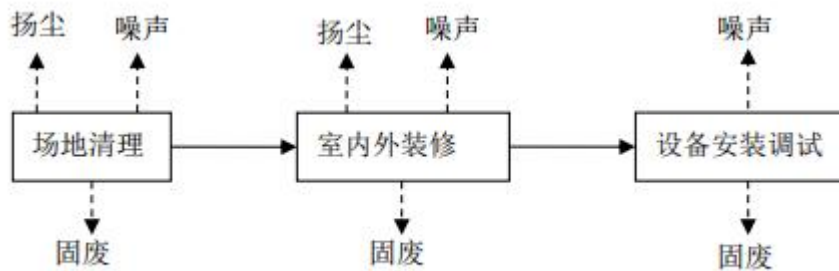 扬尘 噪声 扬尘 噪声 噪声
场地清理 室内外装修 设备安装调试
固废 固废 固废